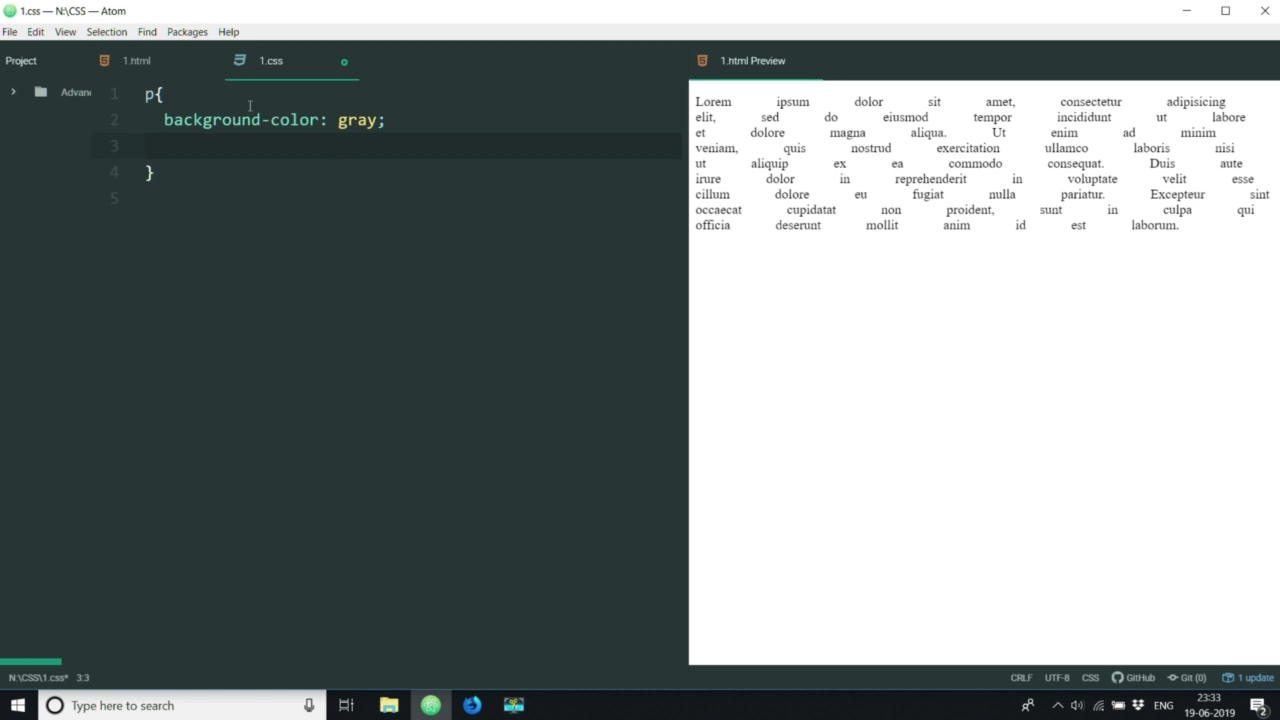 1.css — N:\CSS — Atom
File Edit View Selection Find Packages Help
Project 1.html 1.css 1.html Preview
Advan
1 p{
2 background-color: gray;
3
4 }
5
Lorem ipsum dolor sit amet, consectetur adipisicing
elit, sed do eiusmod tempor incididunt ut labore
et dolore magna aliqua. Ut enim ad minim
veniam, quis nostrud exercitation ullamco laboris nisi
ut aliquip ex ea commodo consequat. Duis aute
irure dolor in reprehenderit in voluptate velit esse
cillum dolore eu fugiat nulla pariatur. Excepteur sint
occaecat cupidatat non proident, sunt in culpa qui
officia deserunt mollit anim id est laborum.
N:\CSS\1.css* 3:3 CRLF UTF-8 CSS GitHub Git (0) 1 update
Type here to search ENG 23:33
19-06-2019 2